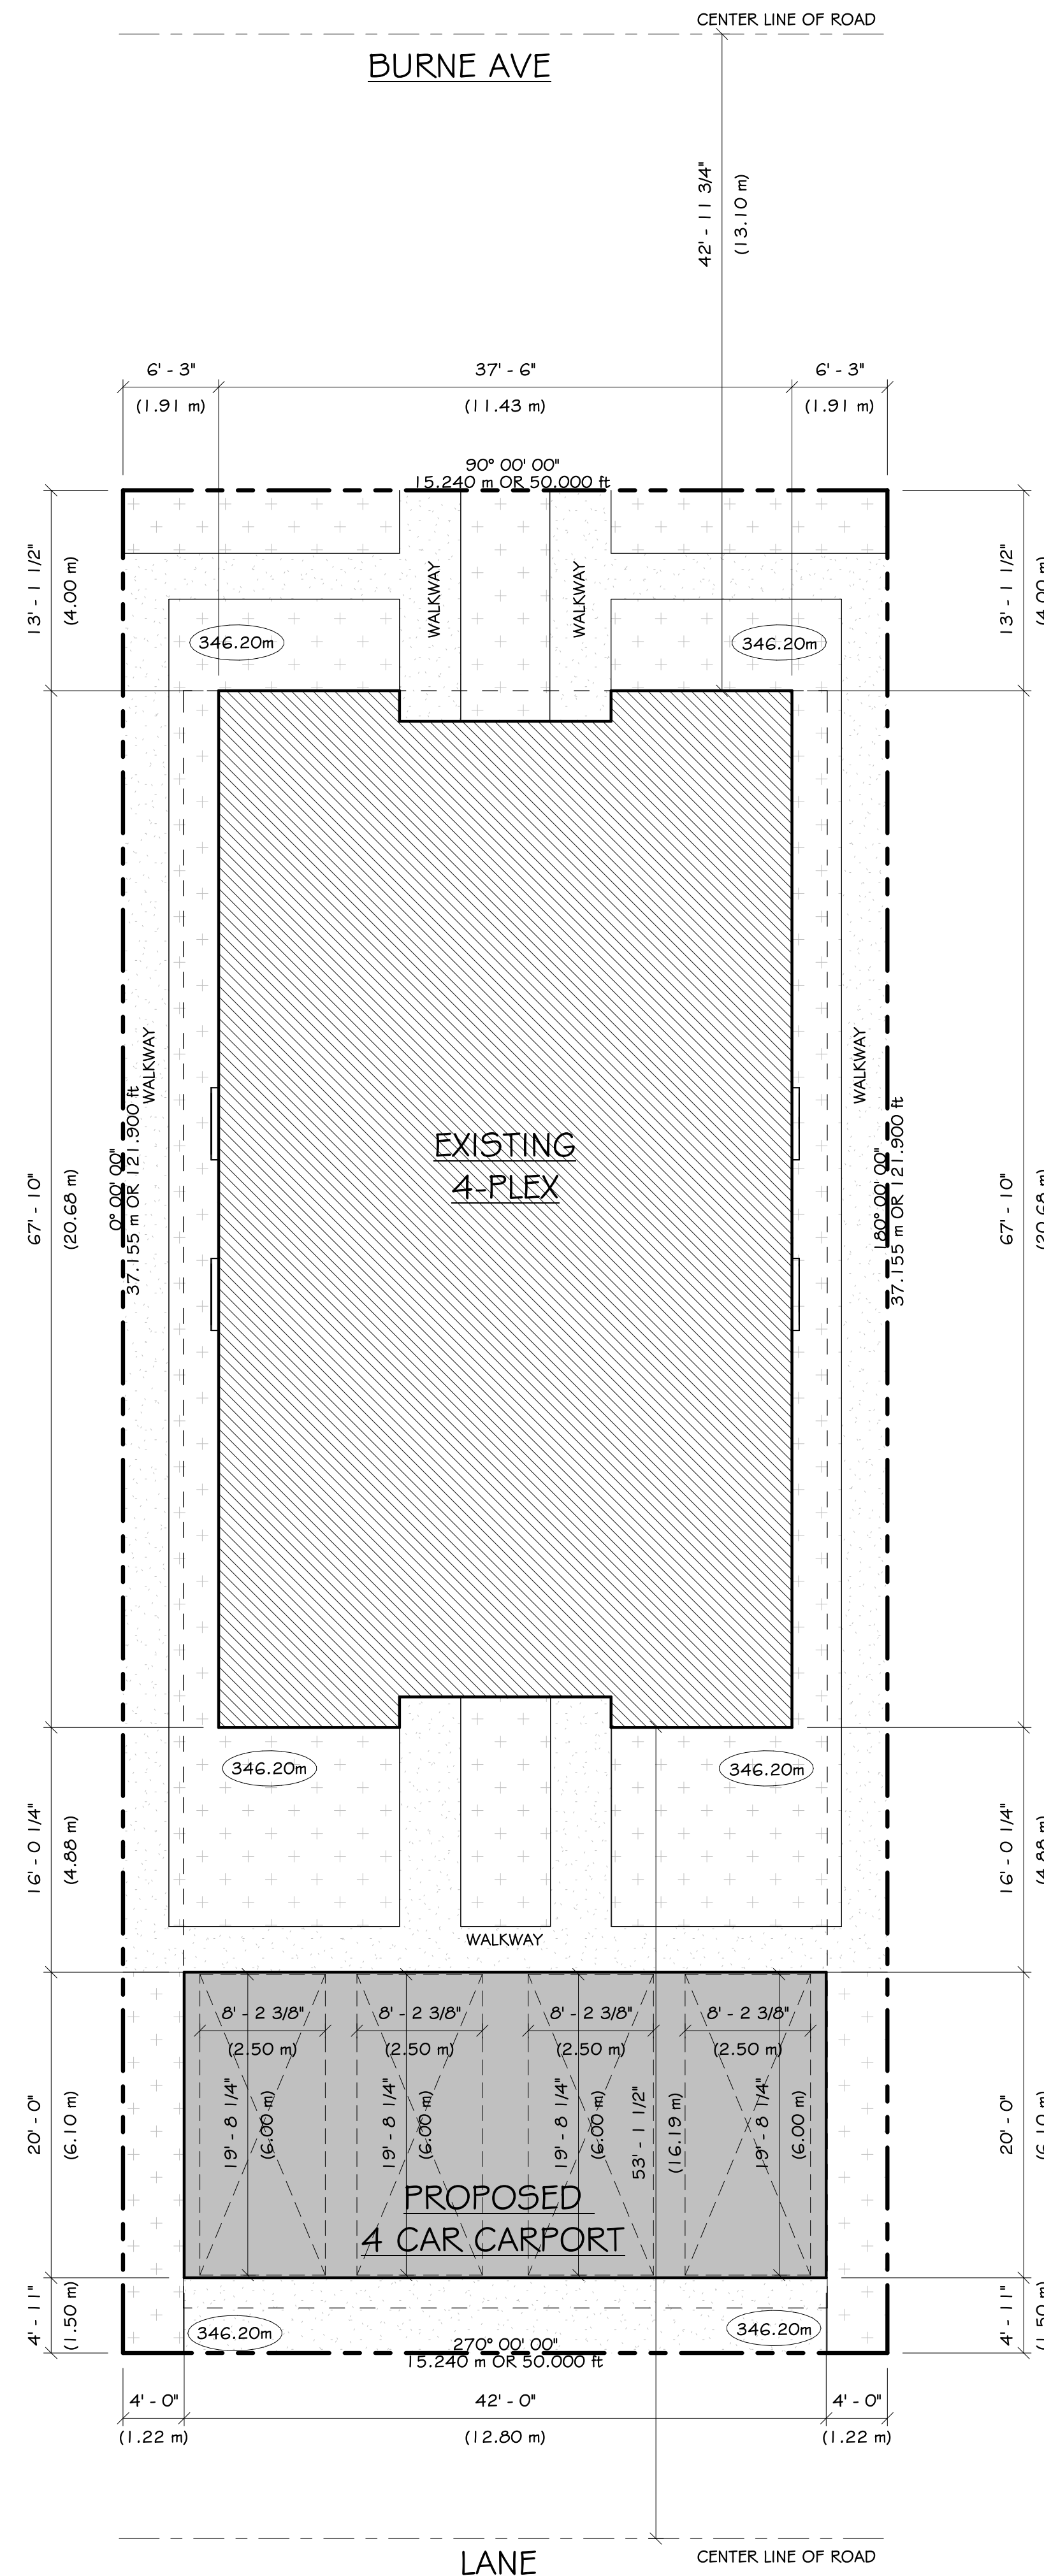 CENTER LINE OF ROAD
BURNE AVE
42' - 11 3/4"
(13.10 m)
6' - 3"
37' - 6"
6' - 3"
(1.91 m)
(11.43 m)
(1.91 m)
90° 00' 00"
15.240 m OR 50.000 ft
13' - 1 1/2"
(4.00 m)
WALKWAY
WALKWAY
13' - 1 1/2"
(4.00 m)
346.20m
346.20m
WALKWAY
WALKWAY
67' - 10"
(20.68 m)
0° 00' 00"
37.155 m OR 121.900 ft
EXISTING
4-PLEX
180° 00' 00"
37.155 m OR 121.900 ft
67' - 10"
(20.68 m)
346.20m
346.20m
16' - 0 1/4"
(4.88 m)
16' - 0 1/4"
(4.88 m)
WALKWAY
8' - 2 3/8"
8' - 2 3/8"
8' - 2 3/8"
8' - 2 3/8"
(2.50 m)
(2.50 m)
(2.50 m)
(2.50 m)
20' - 0"
(6.10 m)
19' - 8 1/4"
(6.00 m)
19' - 8 1/4"
(6.00 m)
19' - 8 1/4"
(6.00 m)
53' - 1 1/2"
(16.19 m)
19' - 8 1/4"
(6.00 m)
20' - 0"
(6.10 m)
PROPOSED
4 CAR CARPORT
4' - 11"
(1.50 m)
4' - 11"
(1.50 m)
346.20m
346.20m
270° 00' 00"
15.240 m OR 50.000 ft
4' - 0"
42' - 0"
4' - 0"
(1.22 m)
(12.80 m)
(1.22 m)
CENTER LINE OF ROAD
LANE